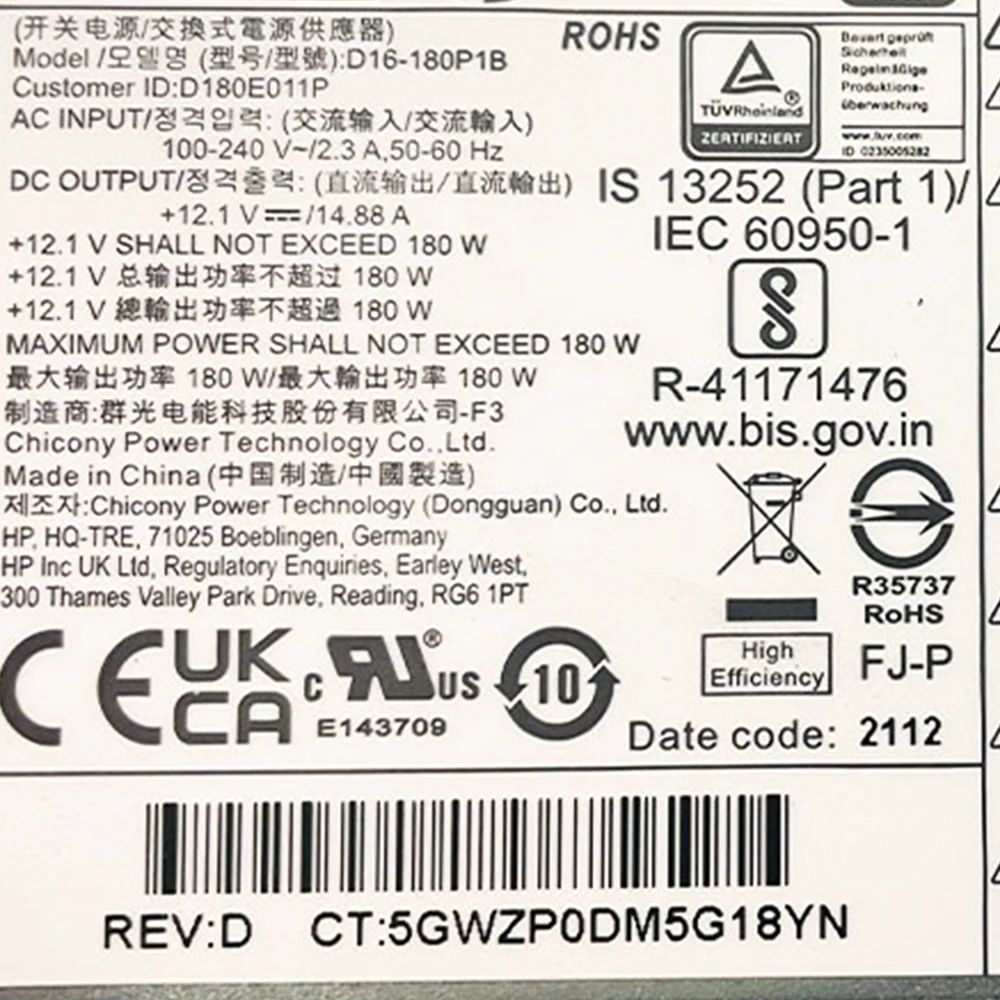 (开关电源/交換式電源供應器)
Model /모델명 (型号/型號):D16-180P1B
Customer ID:D180E011P
AC INPUT/정격입력: (交流输入/交流輸入)
100-240 V~/2.3 A,50-60 Hz
DC OUTPUT/정격출력: (直流输出/直流輸出)
+12.1 V⎓/14.88 A
+12.1 V SHALL NOT EXCEED 180 W
+12.1 V 总输出功率不超过 180 W
+12.1 V 總輸出功率不超過 180 W
MAXIMUM POWER SHALL NOT EXCEED 180 W
最大输出功率 180 W/最大輸出功率 180 W
制造商:群光电能科技股份有限公司-F3
Chicony Power Technology Co.,Ltd.
Made in China (中国制造/中國製造)
제조자:Chicony Power Technology (Dongguan) Co., Ltd.
HP, HQ-TRE, 71025 Boeblingen, Germany
HP Inc UK Ltd, Regulatory Enquiries, Earley West,
300 Thames Valley Park Drive, Reading, RG6 1PT
ROHS
TÜVRheinland®
ZERTIFIZIERT
Bauart geprüft
Sicherheit
Regelmäßige
Produktions-
überwachung
www.tuv.com
ID 0235005282
IS 13252 (Part 1)/
IEC 60950-1
R-41171476
www.bis.gov.in
R35737
RoHS
High
Efficiency
FJ-P
CE
UK
CA
c RU® US
E143709
10
Date code: 2112
REV:D CT:5GWZP0DM5G18YN